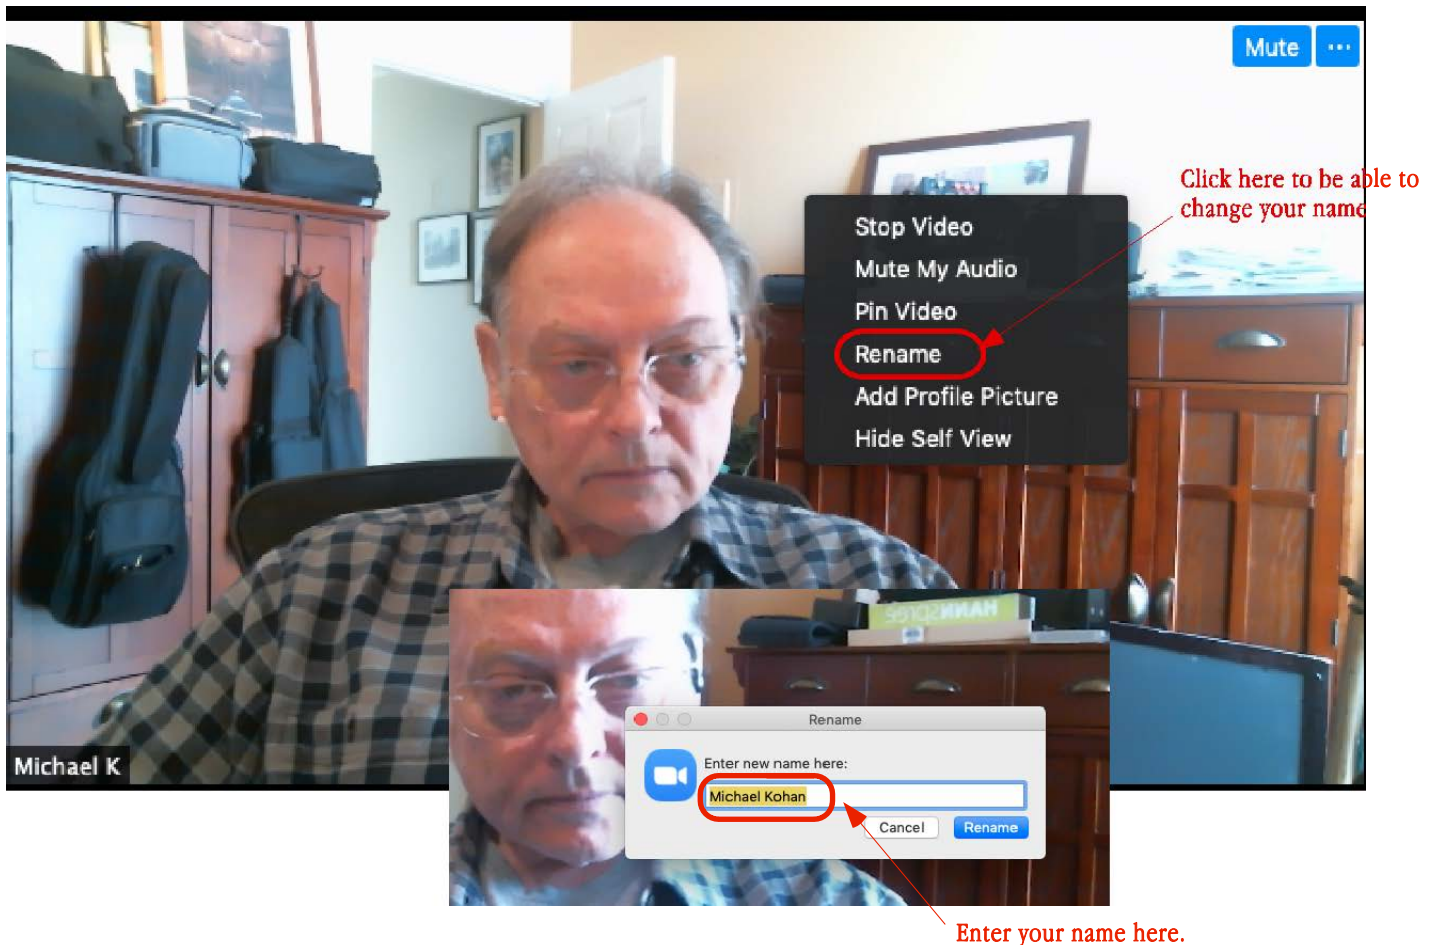 Mute ...
Click here to be able to
change your name
Stop Video
Mute My Audio
Pin Video
Rename
Add Profile Picture
Hide Self View
Michael K
HANNspree
Rename
Enter new name here:
Michael Kohan
Cancel Rename
Enter your name here.